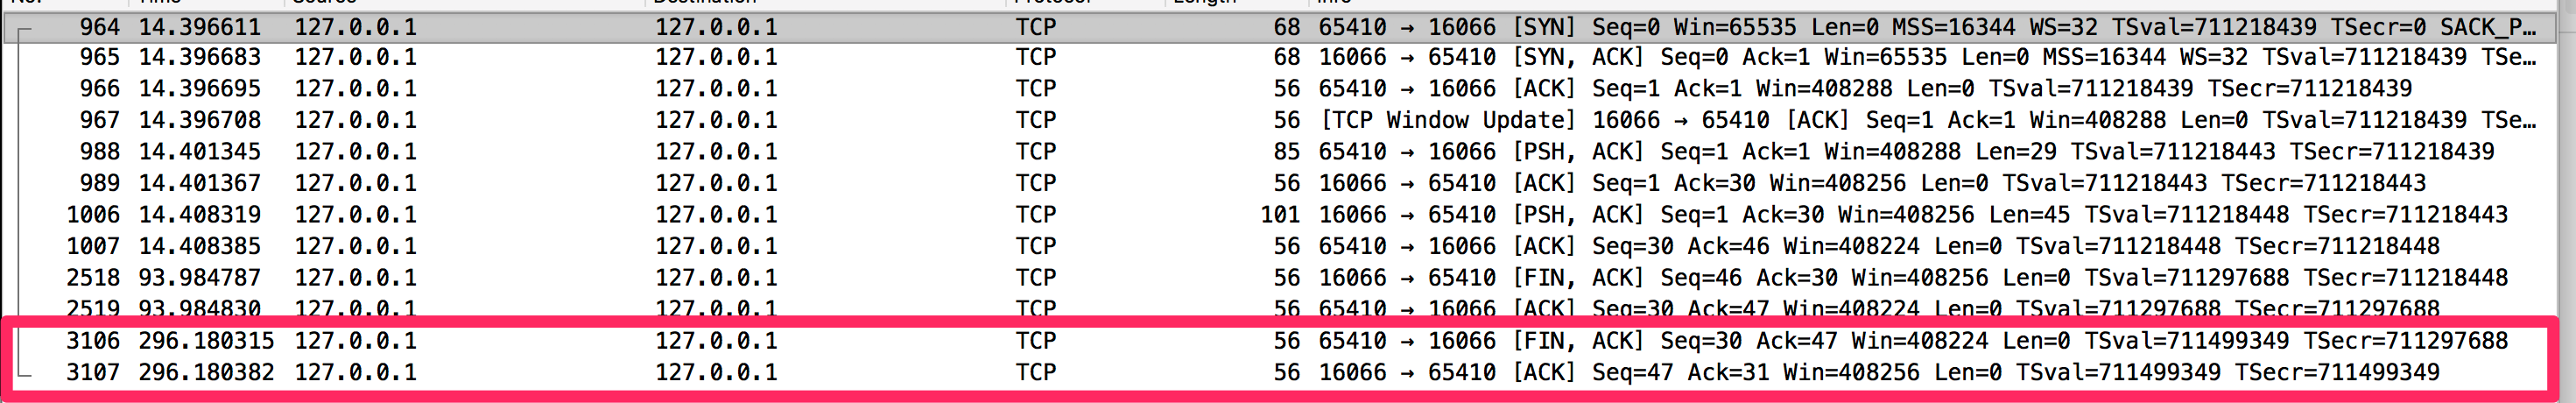 No. Time Source Destination Protocol Length Info
964 14.396611 127.0.0.1 127.0.0.1 TCP 68 65410 → 16066 [SYN] Seq=0 Win=65535 Len=0 MSS=16344 WS=32 TSval=711218439 TSecr=0 SACK_P…
965 14.396683 127.0.0.1 127.0.0.1 TCP 68 16066 → 65410 [SYN, ACK] Seq=0 Ack=1 Win=65535 Len=0 MSS=16344 WS=32 TSval=711218439 TSe…
966 14.396695 127.0.0.1 127.0.0.1 TCP 56 65410 → 16066 [ACK] Seq=1 Ack=1 Win=408288 Len=0 TSval=711218439 TSecr=711218439
967 14.396708 127.0.0.1 127.0.0.1 TCP 56 [TCP Window Update] 16066 → 65410 [ACK] Seq=1 Ack=1 Win=408288 Len=0 TSval=711218439 TSe…
988 14.401345 127.0.0.1 127.0.0.1 TCP 85 65410 → 16066 [PSH, ACK] Seq=1 Ack=1 Win=408288 Len=29 TSval=711218443 TSecr=711218439
989 14.401367 127.0.0.1 127.0.0.1 TCP 56 16066 → 65410 [ACK] Seq=1 Ack=30 Win=408256 Len=0 TSval=711218443 TSecr=711218443
1006 14.408319 127.0.0.1 127.0.0.1 TCP 101 16066 → 65410 [PSH, ACK] Seq=1 Ack=30 Win=408256 Len=45 TSval=711218448 TSecr=711218443
1007 14.408385 127.0.0.1 127.0.0.1 TCP 56 65410 → 16066 [ACK] Seq=30 Ack=46 Win=408224 Len=0 TSval=711218448 TSecr=711218448
2518 93.984787 127.0.0.1 127.0.0.1 TCP 56 16066 → 65410 [FIN, ACK] Seq=46 Ack=30 Win=408256 Len=0 TSval=711297688 TSecr=711218448
2519 93.984830 127.0.0.1 127.0.0.1 TCP 56 65410 → 16066 [ACK] Seq=30 Ack=47 Win=408224 Len=0 TSval=711297688 TSecr=711297688
3106 296.180315 127.0.0.1 127.0.0.1 TCP 56 65410 → 16066 [FIN, ACK] Seq=30 Ack=47 Win=408224 Len=0 TSval=711499349 TSecr=711297688
3107 296.180382 127.0.0.1 127.0.0.1 TCP 56 16066 → 65410 [ACK] Seq=47 Ack=31 Win=408256 Len=0 TSval=711499349 TSecr=711499349